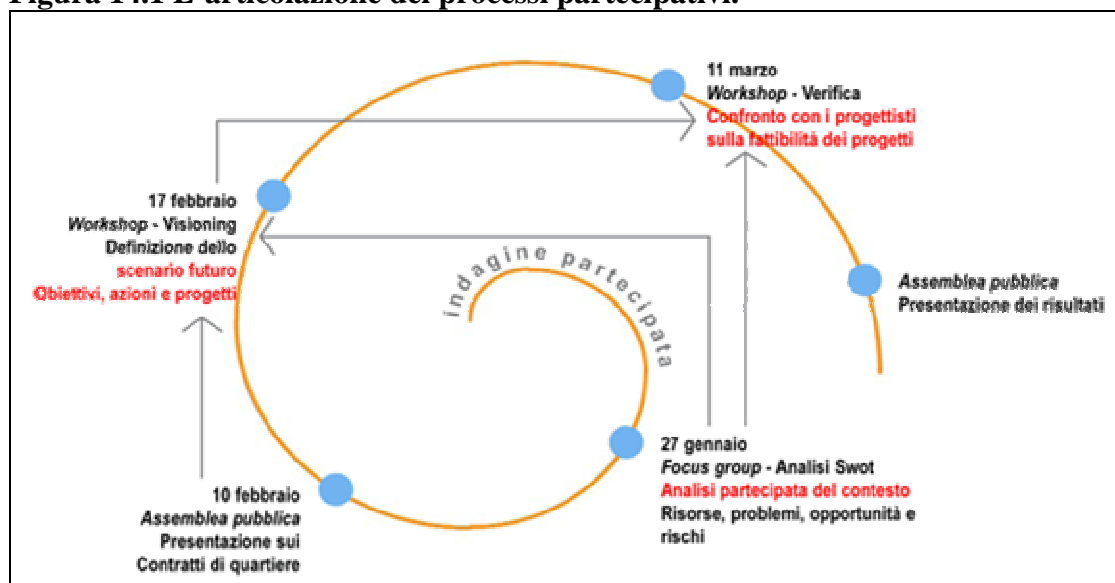 Figura 14.1 L'articolazione dei processi partecipativi.
11 marzo
Workshop - Verifica
Confronto con i progettisti
sulla fattibilità dei progetti
17 febbraio
Workshop - Visioning
Definizione dello
scenario futuro
Obiettivi, azioni e progetti
indagine partecipata
Assemblea pubblica
Presentazione dei risultati
27 gennaio
Focus group - Analisi Swot
Analisi partecipata del contesto
Risorse, problemi, opportunità e
rischi
10 febbraio
Assemblea pubblica
Presentazione sui
Contratti di quartiere